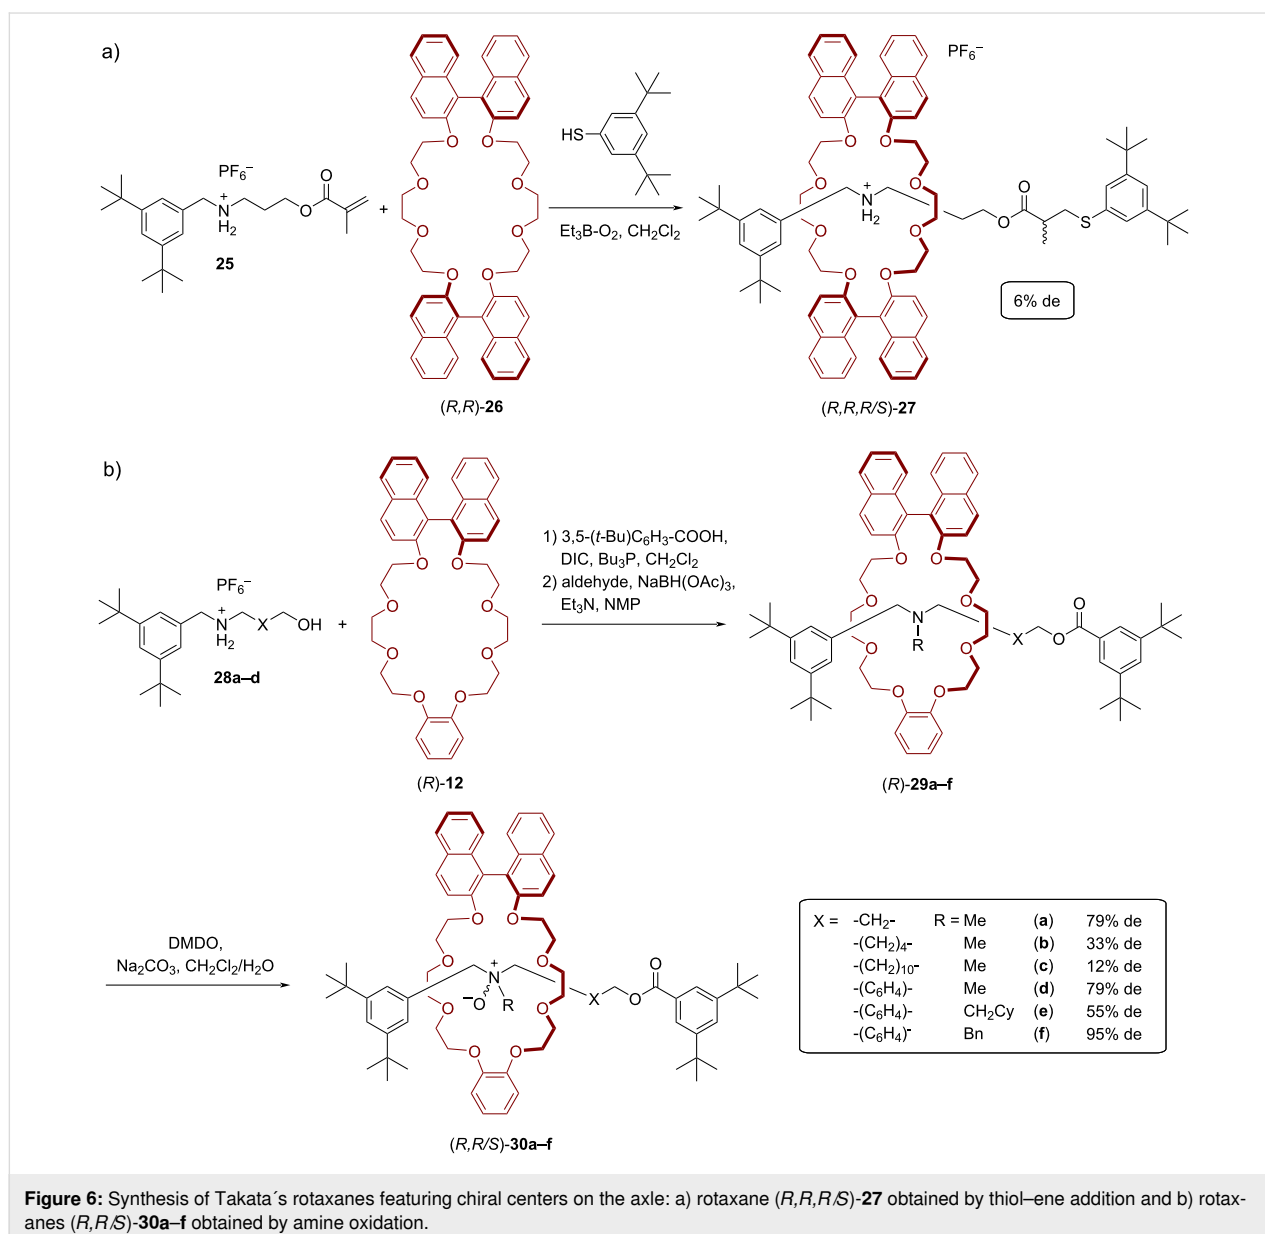 a)
PF6−
HS
O
O
O
O
O
O
O
O
O
O
N+
H2
O
O
+
25
Et3B-O2, CH2Cl2
(R,R)-26
PF6−
O
O
O
O
O
O
O
O
N+
H2
O
O
S
6% de
(R,R,R/S)-27
b)
PF6−
N+
H2
X
OH
28a–d
+
O
O
O
O
O
O
O
O
(R)-12
1) 3,5-(t-Bu)C6H3-COOH,
DIC, Bu3P, CH2Cl2
2) aldehyde, NaBH(OAc)3,
Et3N, NMP
O
O
O
O
O
O
O
O
N
R
X
O
O
(R)-29a–f
DMDO,
Na2CO3, CH2Cl2/H2O
O
O
O
O
O
O
O
O
N+
−O
R
X
O
O
(R,R/S)-30a–f
X = -CH2- R = Me (a) 79% de
-(CH2)4- Me (b) 33% de
-(CH2)10- Me (c) 12% de
-(C6H4)- Me (d) 79% de
-(C6H4)- CH2Cy (e) 55% de
-(C6H4)- Bn (f) 95% de
Figure 6: Synthesis of Takata´s rotaxanes featuring chiral centers on the axle: a) rotaxane (R,R,R/S)-27 obtained by thiol–ene addition and b) rotax-
anes (R,R/S)-30a–f obtained by amine oxidation.